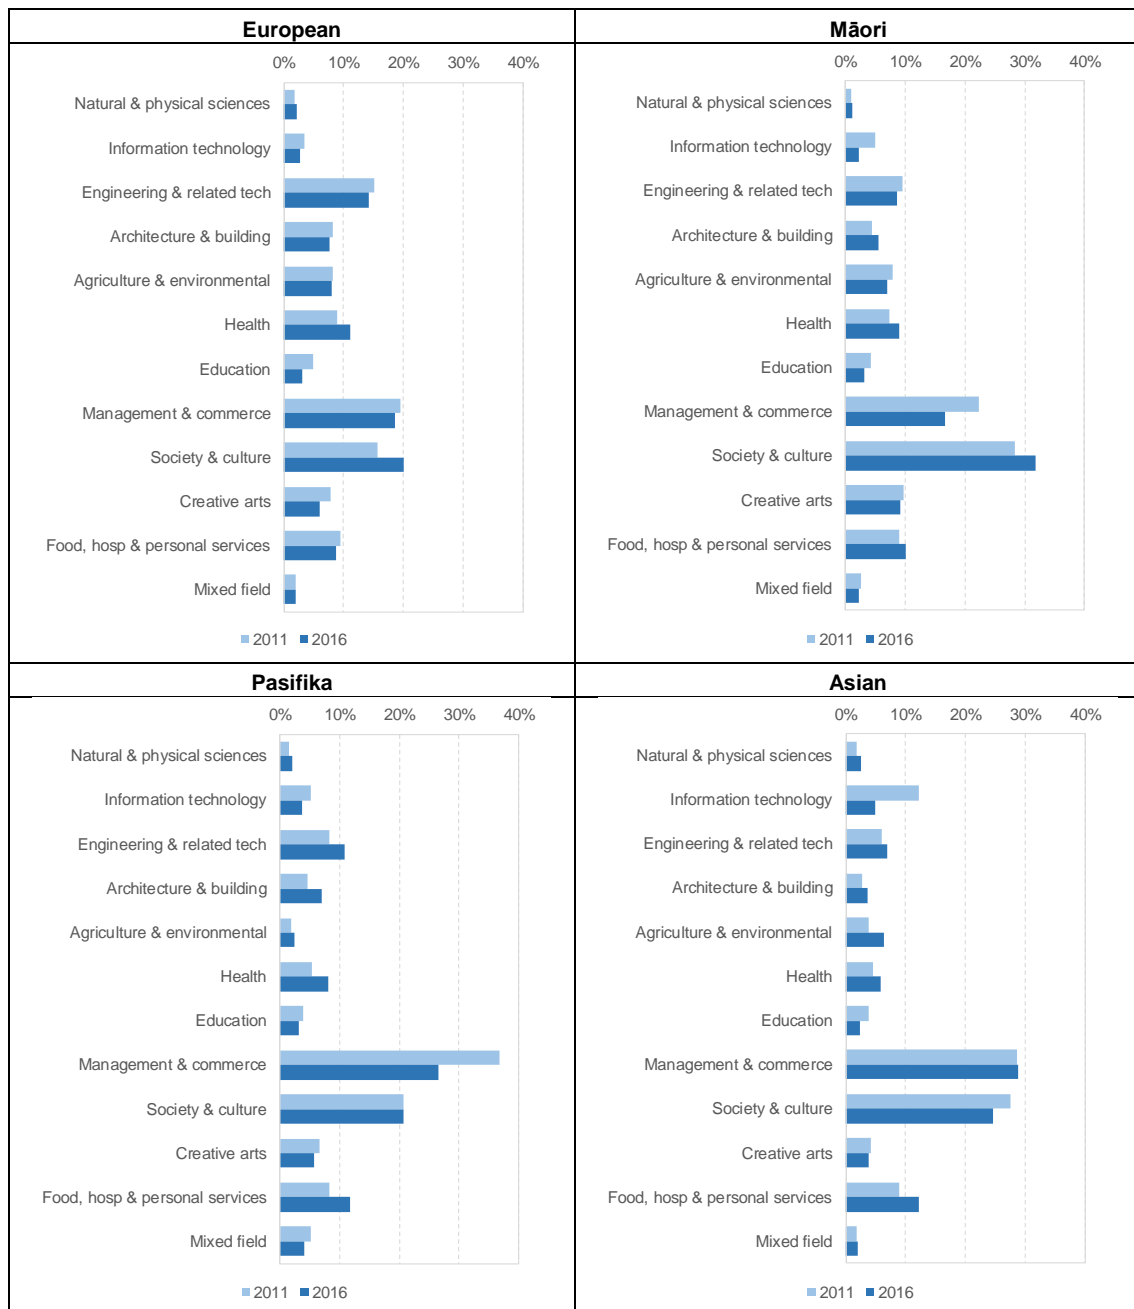 European
0% 10% 20% 30% 40%
Natural & physical sciences
Information technology
Engineering & related tech
Architecture & building
Agriculture & environmental
Health
Education
Management & commerce
Society & culture
Creative arts
Food, hosp & personal services
Mixed field
2011 2016
Māori
0% 10% 20% 30% 40%
Natural & physical sciences
Information technology
Engineering & related tech
Architecture & building
Agriculture & environmental
Health
Education
Management & commerce
Society & culture
Creative arts
Food, hosp & personal services
Mixed field
2011 2016
Pasifika
0% 10% 20% 30% 40%
Natural & physical sciences
Information technology
Engineering & related tech
Architecture & building
Agriculture & environmental
Health
Education
Management & commerce
Society & culture
Creative arts
Food, hosp & personal services
Mixed field
2011 2016
Asian
0% 10% 20% 30% 40%
Natural & physical sciences
Information technology
Engineering & related tech
Architecture & building
Agriculture & environmental
Health
Education
Management & commerce
Society & culture
Creative arts
Food, hosp & personal services
Mixed field
2011 2016